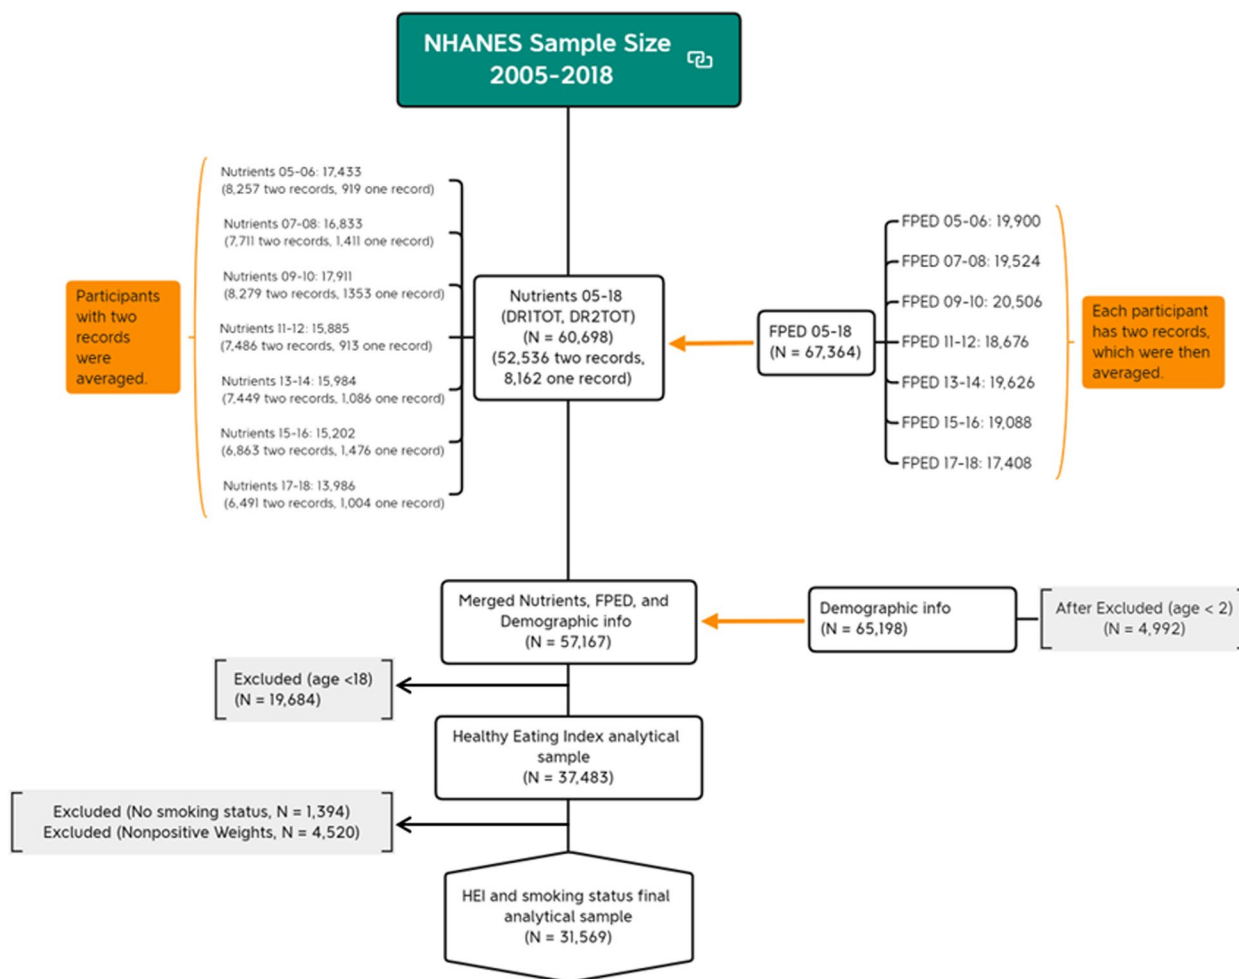 NHANES Sample Size
2005-2018
Nutrients 05-06: 17,433
(8,257 two records, 919 one record)
Nutrients 07-08: 16,833
(7,711 two records, 1,411 one record)
Nutrients 09-10: 17,911
(8,279 two records, 1353 one record)
Nutrients 11-12: 15,885
(7,486 two records, 913 one record)
Nutrients 13-14: 15,984
(7,449 two records, 1,086 one record)
Nutrients 15-16: 15,202
(6,863 two records, 1,476 one record)
Nutrients 17-18: 13,986
(6,491 two records, 1,004 one record)
Participants
with two
records
were
averaged.
Nutrients 05-18
(DR1TOT, DR2TOT)
(N = 60,698)
(52,536 two records,
8,162 one record)
FPED 05-18
(N = 67,364)
FPED 05-06: 19,900
FPED 07-08: 19,524
FPED 09-10: 20,506
FPED 11-12: 18,676
FPED 13-14: 19,626
FPED 15-16: 19,088
FPED 17-18: 17,408
Each participant
has two records,
which were then
averaged.
Merged Nutrients, FPED, and
Demographic info
(N = 57,167)
Demographic info
(N = 65,198)
After Excluded (age < 2)
(N = 4,992)
Excluded (age <18)
(N = 19,684)
Healthy Eating Index analytical
sample
(N = 37,483)
Excluded (No smoking status, N = 1,394)
Excluded (Nonpositive Weights, N = 4,520)
HEI and smoking status final
analytical sample
(N = 31,569)